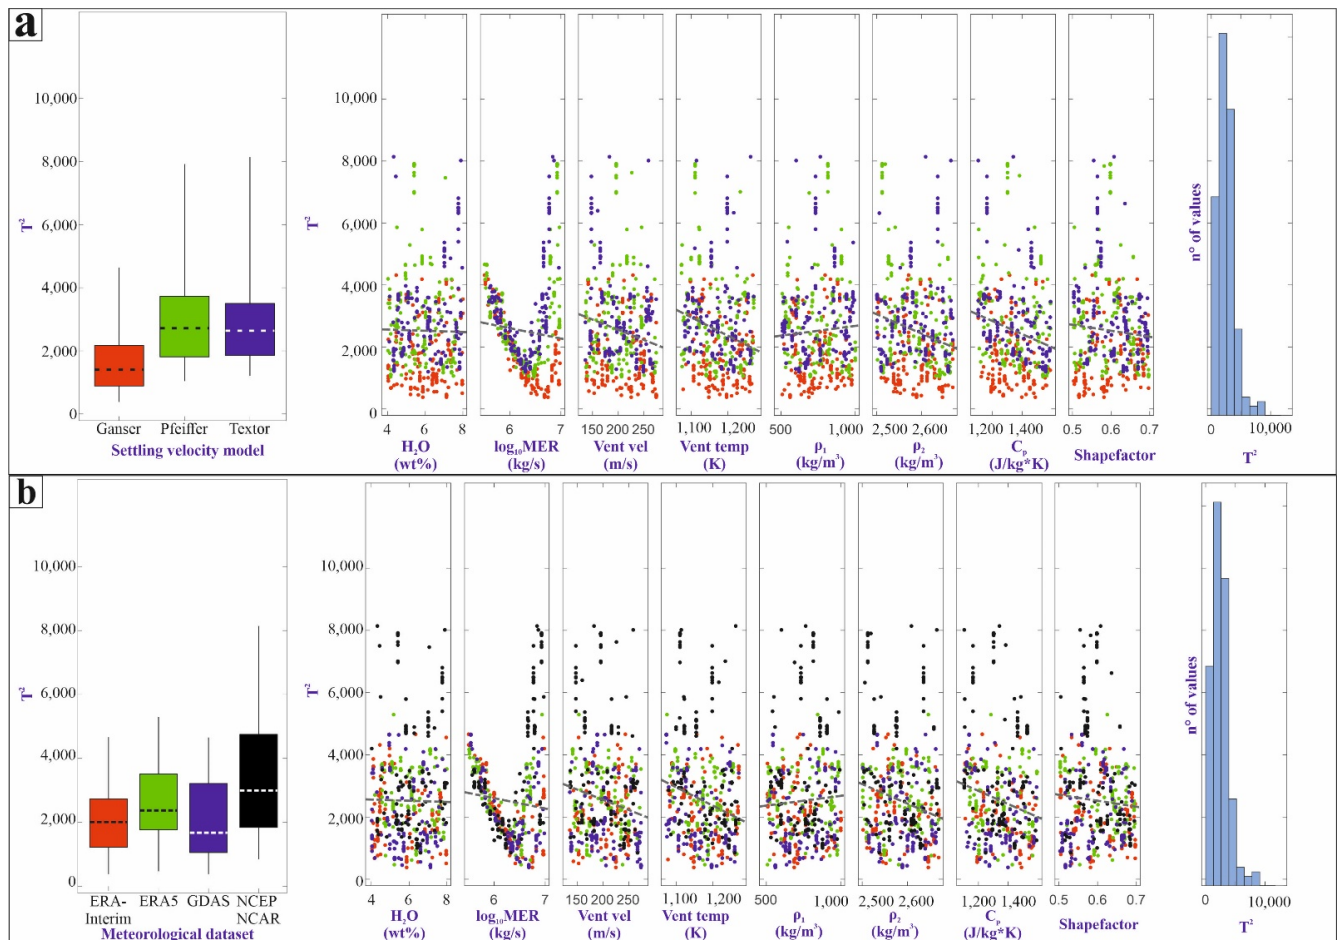 a
10,000
8,000
6,000
4,000
2,000
0
T²
Ganser Pfeiffer Textor
Settling velocity model
10,000
8,000
6,000
4,000
2,000
0
T²
4 6 8
H₂O
(wt%)
6 7
log₁₀MER
(kg/s)
150 200 250
Vent vel
(m/s)
1,100 1,200
Vent temp
(K)
500 1,000
ρ₁
(kg/m³)
2,500 2,600
ρ₂
(kg/m³)
1,200 1,400
Cₚ
(J/kg*K)
0.5 0.6 0.7
Shapefactor
n° of values
0 10,000
T²
b
10,000
8,000
6,000
4,000
2,000
0
T²
ERA-Interim ERA5 GDAS NCEP NCAR
Meteorological dataset
10,000
8,000
6,000
4,000
2,000
0
T²
4 6 8
H₂O
(wt%)
6 7
log₁₀MER
(kg/s)
150 200 250
Vent vel
(m/s)
1,100 1,200
Vent temp
(K)
500 1,000
ρ₁
(kg/m³)
2,500 2,600
ρ₂
(kg/m³)
1,200 1,400
Cₚ
(J/kg*K)
0.5 0.6 0.7
Shapefactor
n° of values
0 10,000
T²